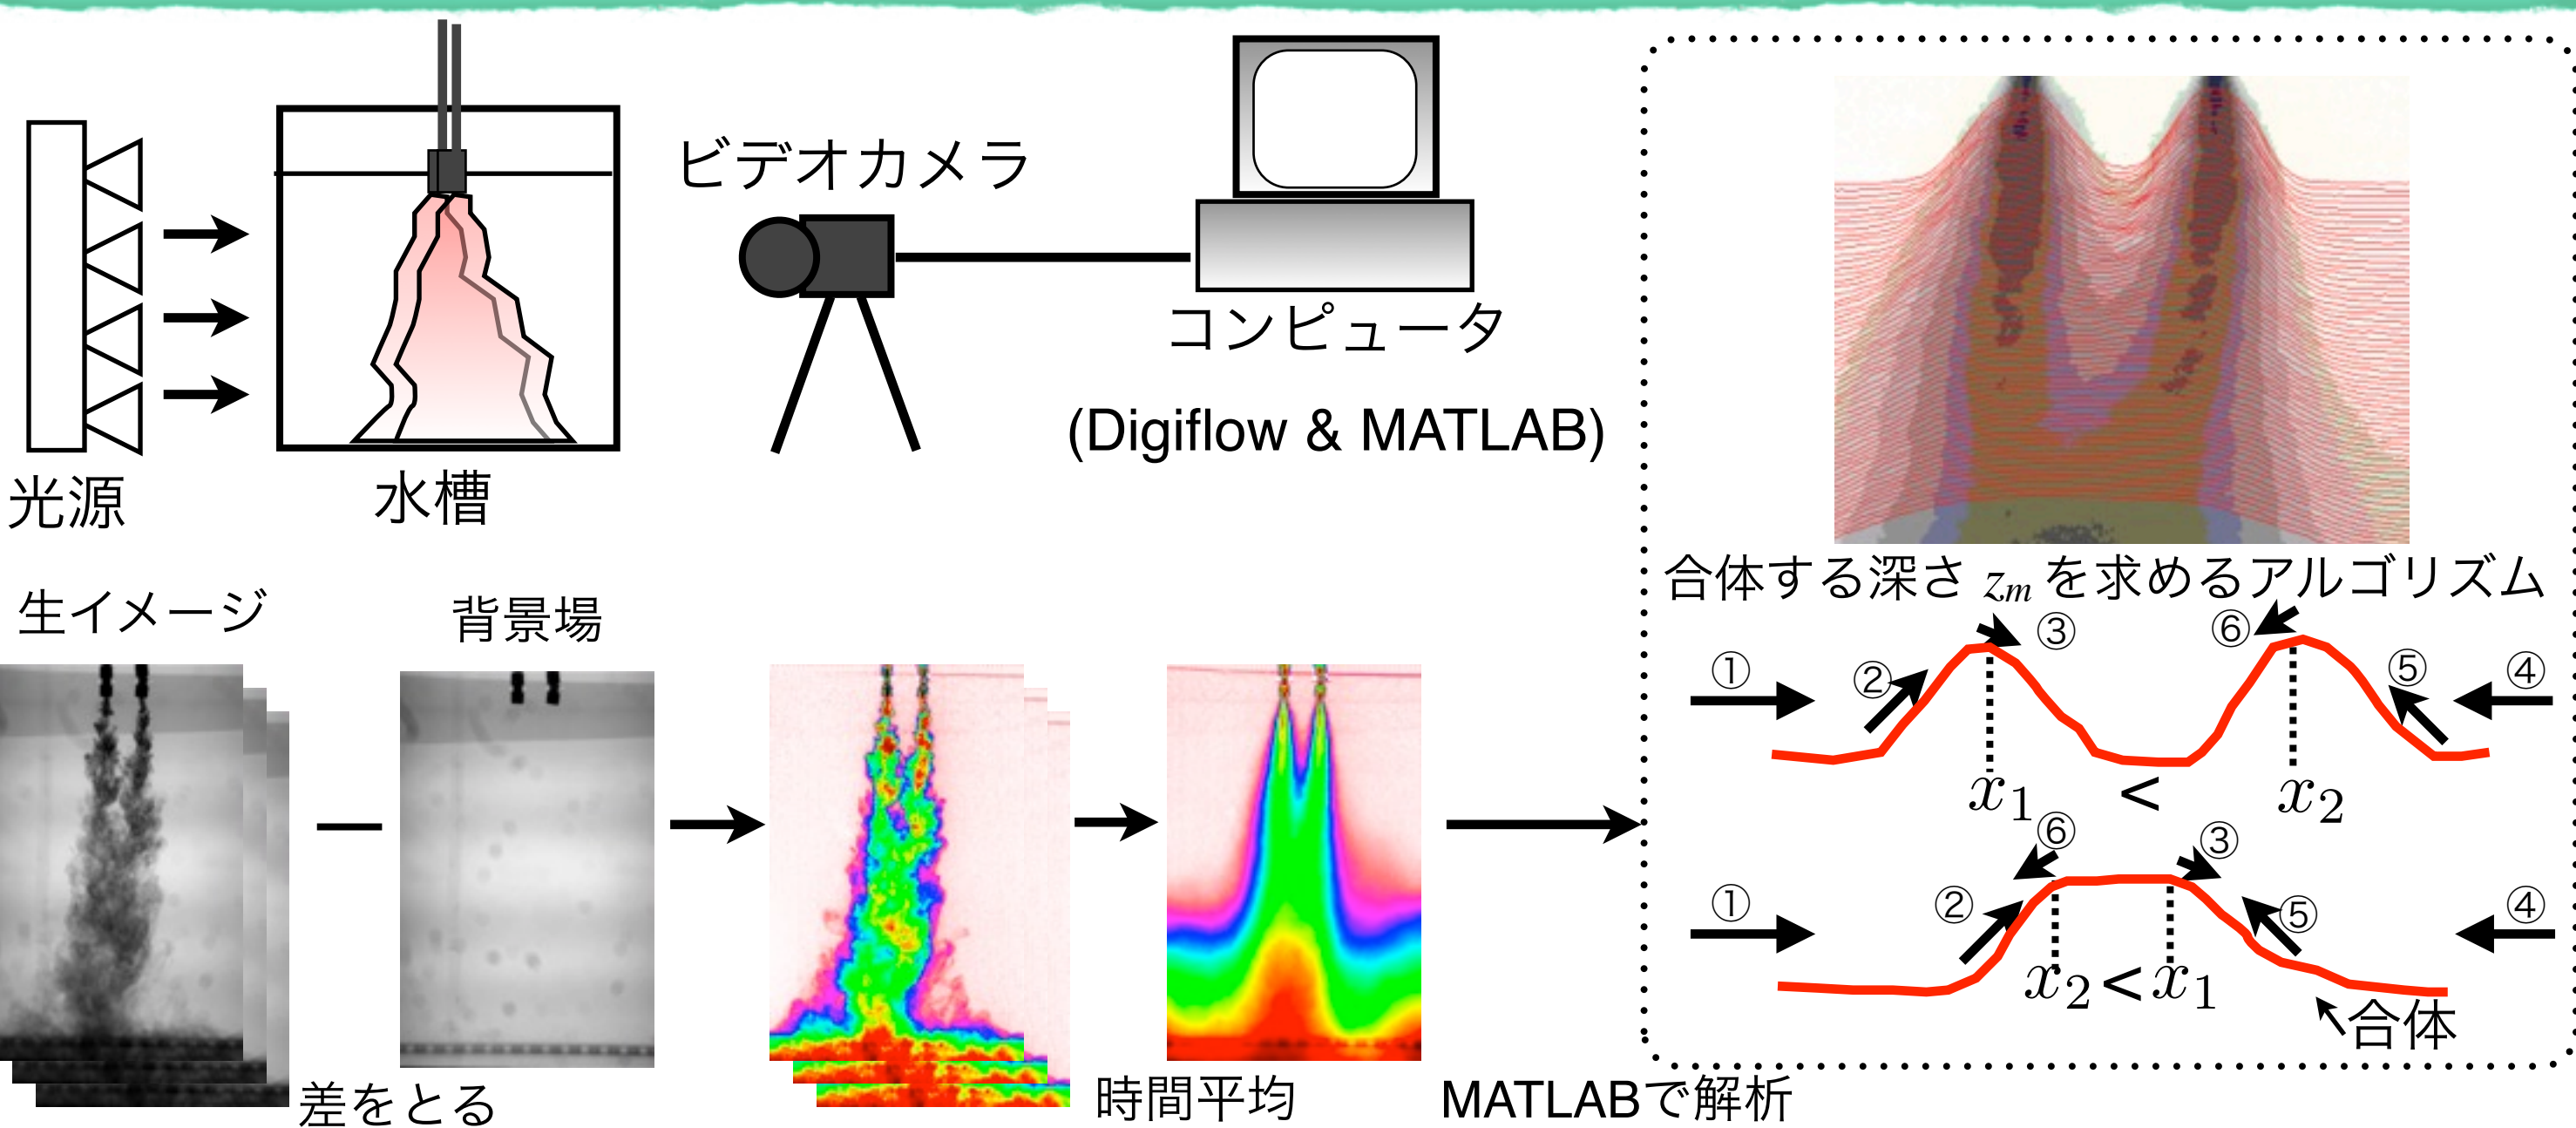 ビデオカメラ
コンピュータ
(Digiflow & MATLAB)
光源
水槽
生イメージ
背景場
差をとる
時間平均
MATLABで解析
合体する深さ zm を求めるアルゴリズム
① ② ③ ⑥ ⑤ ④
x1 < x2
① ② ⑥ ③ ⑤ ④
x2 < x1
合体